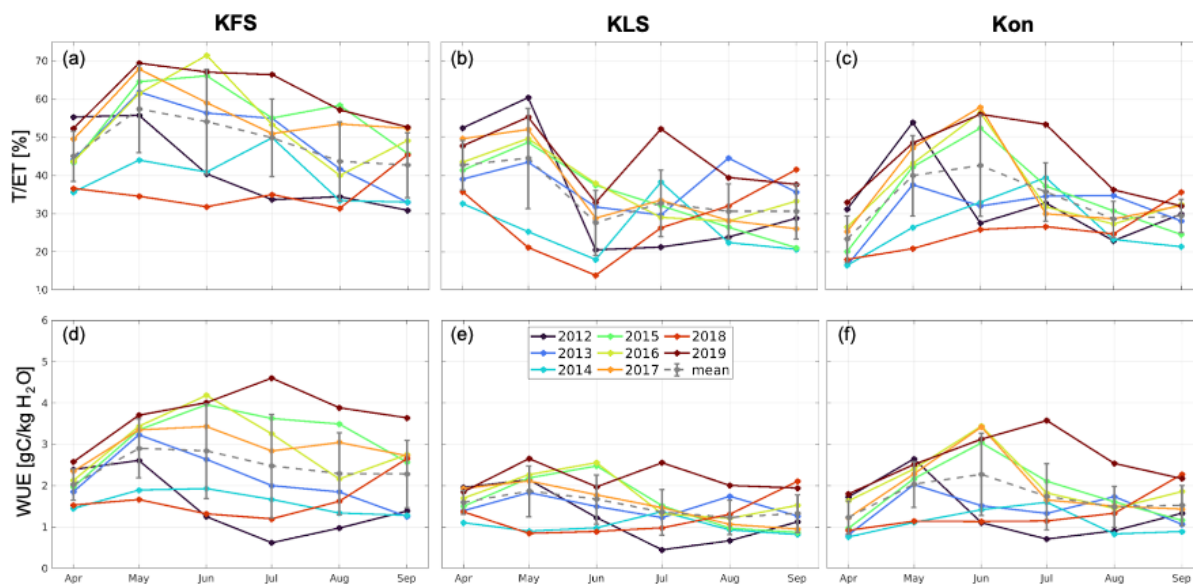 KFS KLS Kon
(a) (b) (c)
T/ET [%]
70
60
50
40
30
20
10
(d) (e) (f)
WUE [gC/kg H₂O]
6
5
4
3
2
1
0
2012 2015 2018
2013 2016 2019
2014 2017 mean
Apr May Jun Jul Aug Sep Apr May Jun Jul Aug Sep Apr May Jun Jul Aug Sep